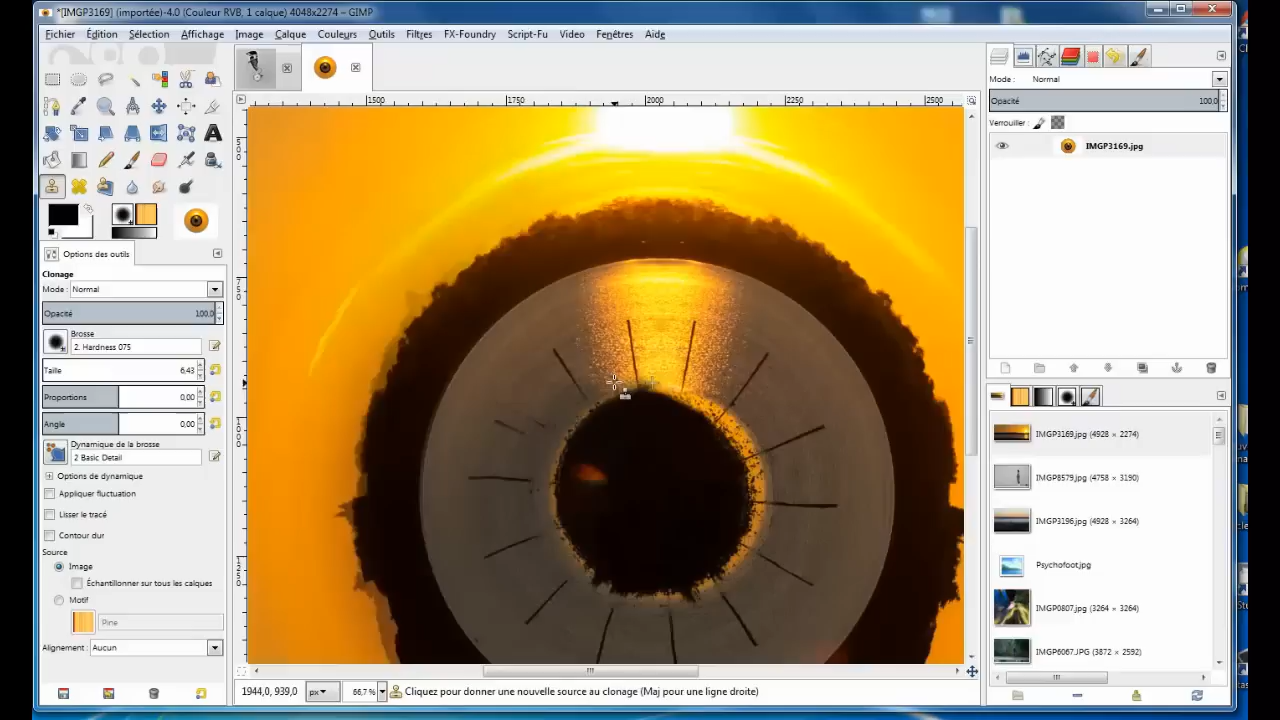 *[IMGP3169] (importée)-4.0 (Couleur RVB, 1 calque) 4048x2274 – GIMP
Fichier Édition Sélection Affichage Image Calque Couleurs Outils Filtres FX-Foundry Script-Fu Video Fenêtres Aide
1500 1750 2000 2250 2500
500
750
1000
1250
Options des outils
Clonage
Mode : Normal
Opacité 100,0
Brosse
2. Hardness 075
Taille 6,43
Proportions 0,00
Angle 0,00
Dynamique de la brosse
2 Basic Detail
Options de dynamique
Appliquer fluctuation
Lisser le tracé
Contour dur
Source
Image
Échantillonner sur tous les calques
Motif
Pine
Alignement : Aucun
Mode : Normal
Opacité 100,0
Verrouiller :
IMGP3169.jpg
IMGP3169.jpg (4928 × 2274)
IMGP8579.jpg (4758 × 3190)
IMGP3196.jpg (4928 × 3264)
Psychofoot.jpg
IMGP0807.jpg (3264 × 3264)
IMGP6067.JPG (3872 × 2592)
1944,0, 939,0 px 66,7 % Cliquez pour donner une nouvelle source au clonage (Maj pour une ligne droite)